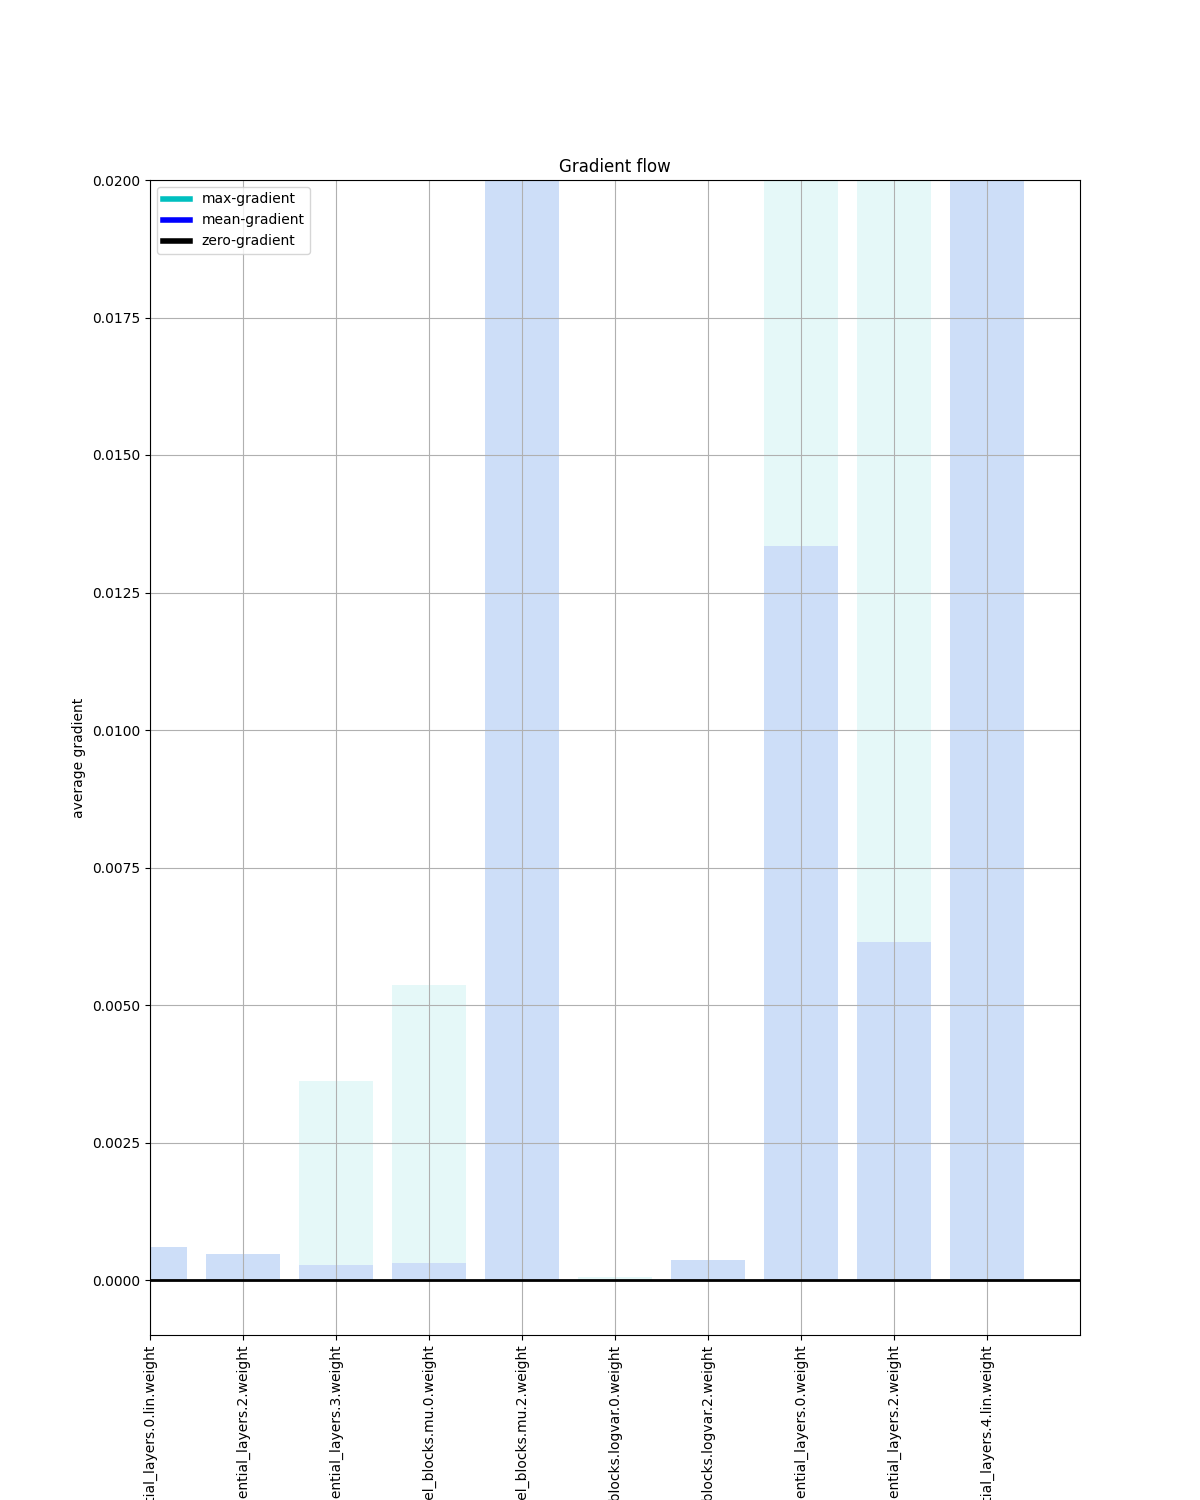 Gradient flow
max-gradient
mean-gradient
zero-gradient
0.0200
0.0175
0.0150
0.0125
0.0100
0.0075
0.0050
0.0025
0.0000
average gradient
tial_layers.0.lin.weight
ential_layers.2.weight
ential_layers.3.weight
el_blocks.mu.0.weight
el_blocks.mu.2.weight
blocks.logvar.0.weight
blocks.logvar.2.weight
ential_layers.0.weight
ential_layers.2.weight
tial_layers.4.lin.weight